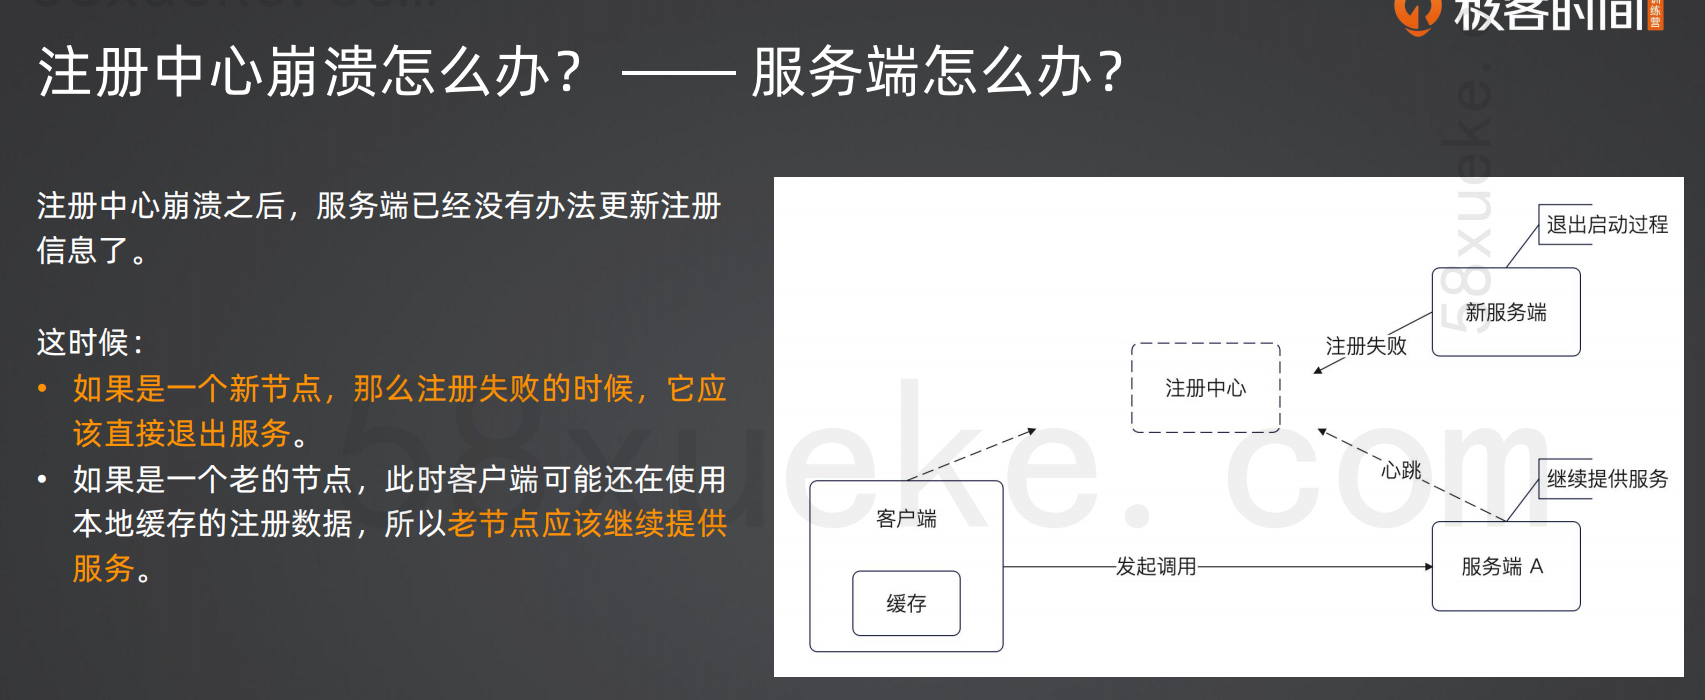 极客时间
训练营
注册中心崩溃怎么办？ —— 服务端怎么办？
注册中心崩溃之后，服务端已经没有办法更新注册
信息了。
这时候：
• 如果是一个新节点，那么注册失败的时候，它应
该直接退出服务。
• 如果是一个老的节点，此时客户端可能还在使用
本地缓存的注册数据，所以老节点应该继续提供
服务。
退出启动过程
新服务端
注册失败
注册中心
心跳
继续提供服务
客户端
发起调用
服务端 A
缓存
58xueke.com
58xueke.